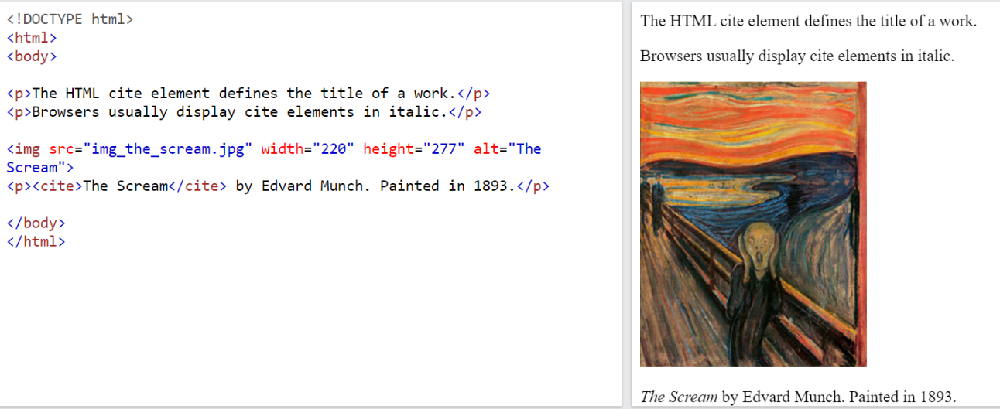 <!DOCTYPE html>
<html>
<body>
<p>The HTML cite element defines the title of a work.</p>
<p>Browsers usually display cite elements in italic.</p>
<img src="img_the_scream.jpg" width="220" height="277" alt="The
Scream">
<p><cite>The Scream</cite> by Edvard Munch. Painted in 1893.</p>
</body>
</html>
The HTML cite element defines the title of a work.
Browsers usually display cite elements in italic.
The Scream by Edvard Munch. Painted in 1893.